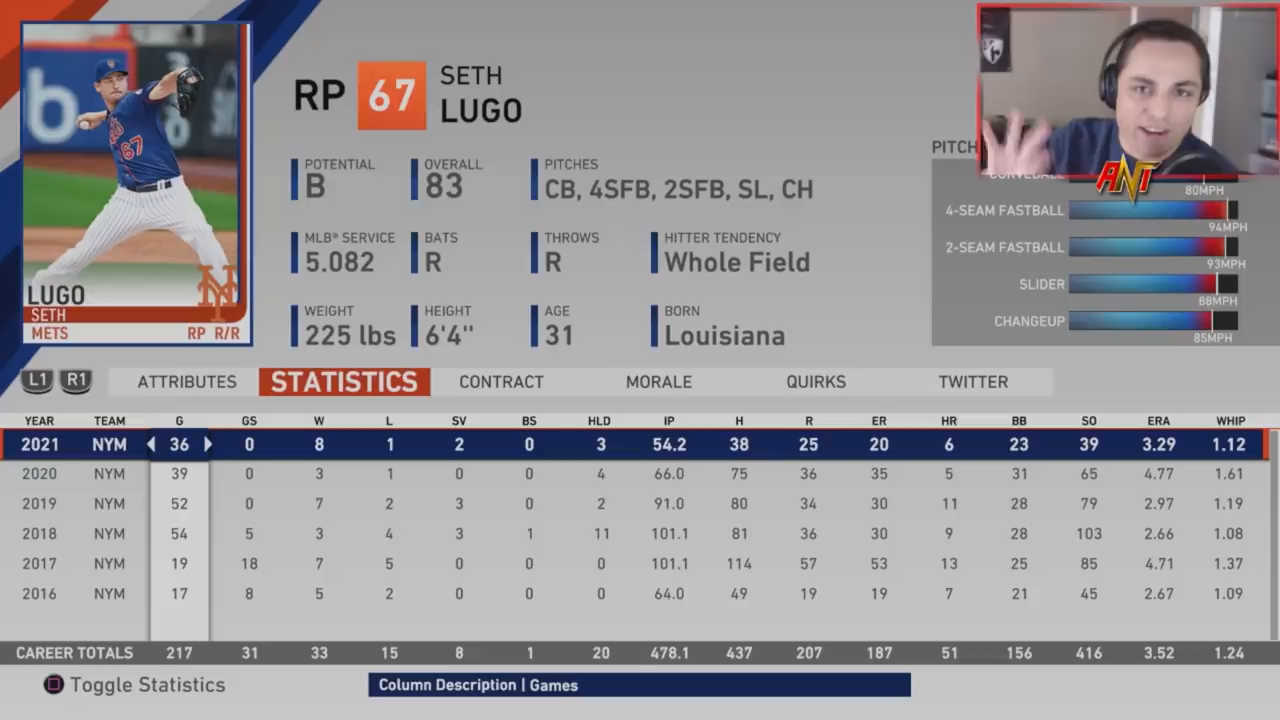 RP 67 SETH
LUGO
POTENTIAL OVERALL PITCHES
B 83 CB, 4SFB, 2SFB, SL, CH
MLB® SERVICE BATS THROWS HITTER TENDENCY
5.082 R R Whole Field
WEIGHT HEIGHT AGE BORN
225 lbs 6'4" 31 Louisiana
67
LUGO
SETH
METS RP R/R
ANT
PITCH
CURVEBALL
80MPH
4-SEAM FASTBALL
94MPH
2-SEAM FASTBALL
93MPH
SLIDER
88MPH
CHANGEUP
85MPH
L1 R1 ATTRIBUTES STATISTICS CONTRACT MORALE QUIRKS TWITTER
YEAR TEAM G GS W L SV BS HLD IP H R ER HR BB SO ERA WHIP
2021 NYM 36 0 8 1 2 0 3 54.2 38 25 20 6 23 39 3.29 1.12
2020 NYM 39 0 3 1 0 0 4 66.0 75 36 35 5 31 65 4.77 1.61
2019 NYM 52 0 7 2 3 0 2 91.0 80 34 30 11 28 79 2.97 1.19
2018 NYM 54 5 3 4 3 1 11 101.1 81 36 30 9 28 103 2.66 1.08
2017 NYM 19 18 7 5 0 0 0 101.1 114 57 53 13 25 85 4.71 1.37
2016 NYM 17 8 5 2 0 0 0 64.0 49 19 19 7 21 45 2.67 1.09
CAREER TOTALS 217 31 33 15 8 1 20 478.1 437 207 187 51 156 416 3.52 1.24
Toggle Statistics
Column Description | Games